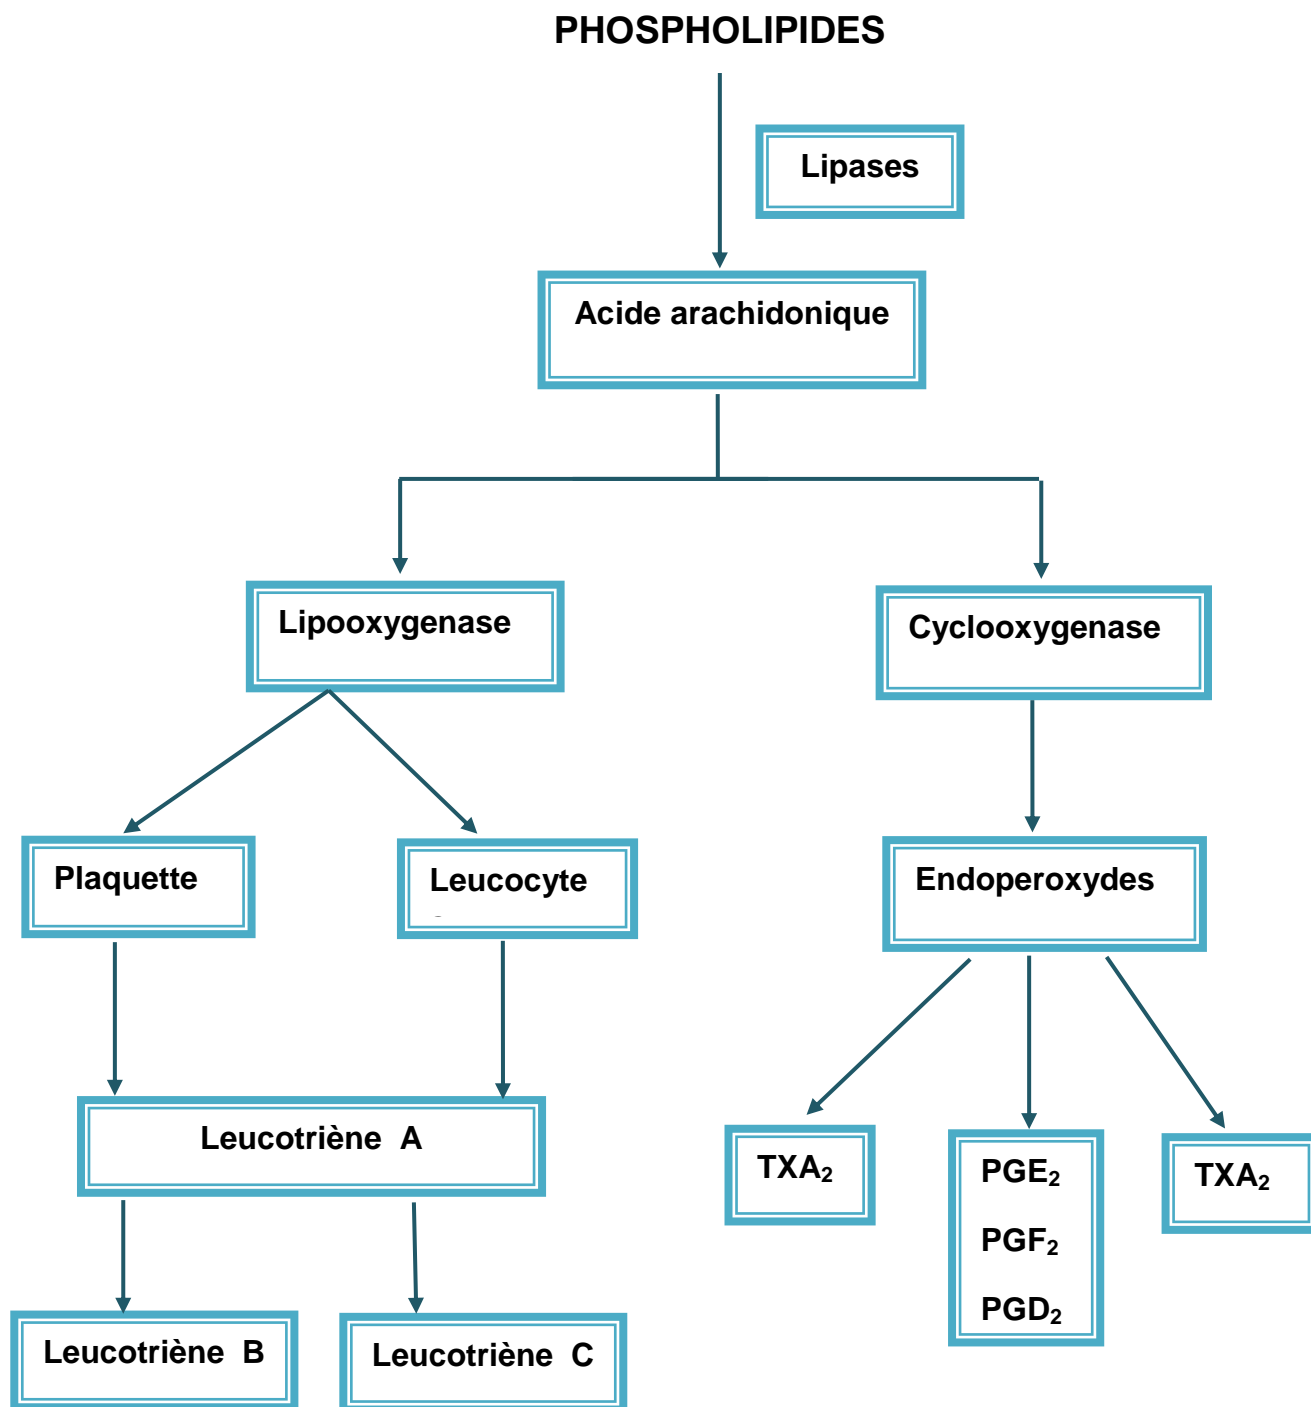 PHOSPHOLIPIDES
Lipases
Acide arachidonique
Lipooxygenase
Cyclooxygenase
Plaquette
Leucocyte
Endoperoxydes
Leucotriène A
TXA₂
PGE₂
PGF₂
PGD₂
TXA₂
Leucotriène B
Leucotriène C